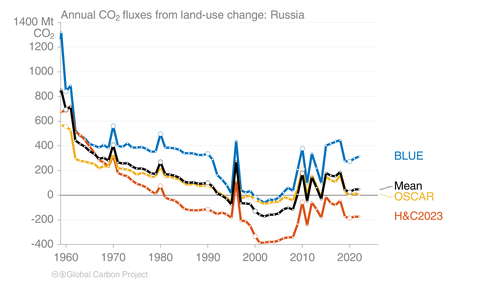 Annual CO₂ fluxes from land-use change: Russia
1400 Mt
CO₂
1200
1000
800
600
400
200
0
-200
-400
1960
1970
1980
1990
2000
2010
2020
BLUE
Mean
OSCAR
H&C2023
Global Carbon Project